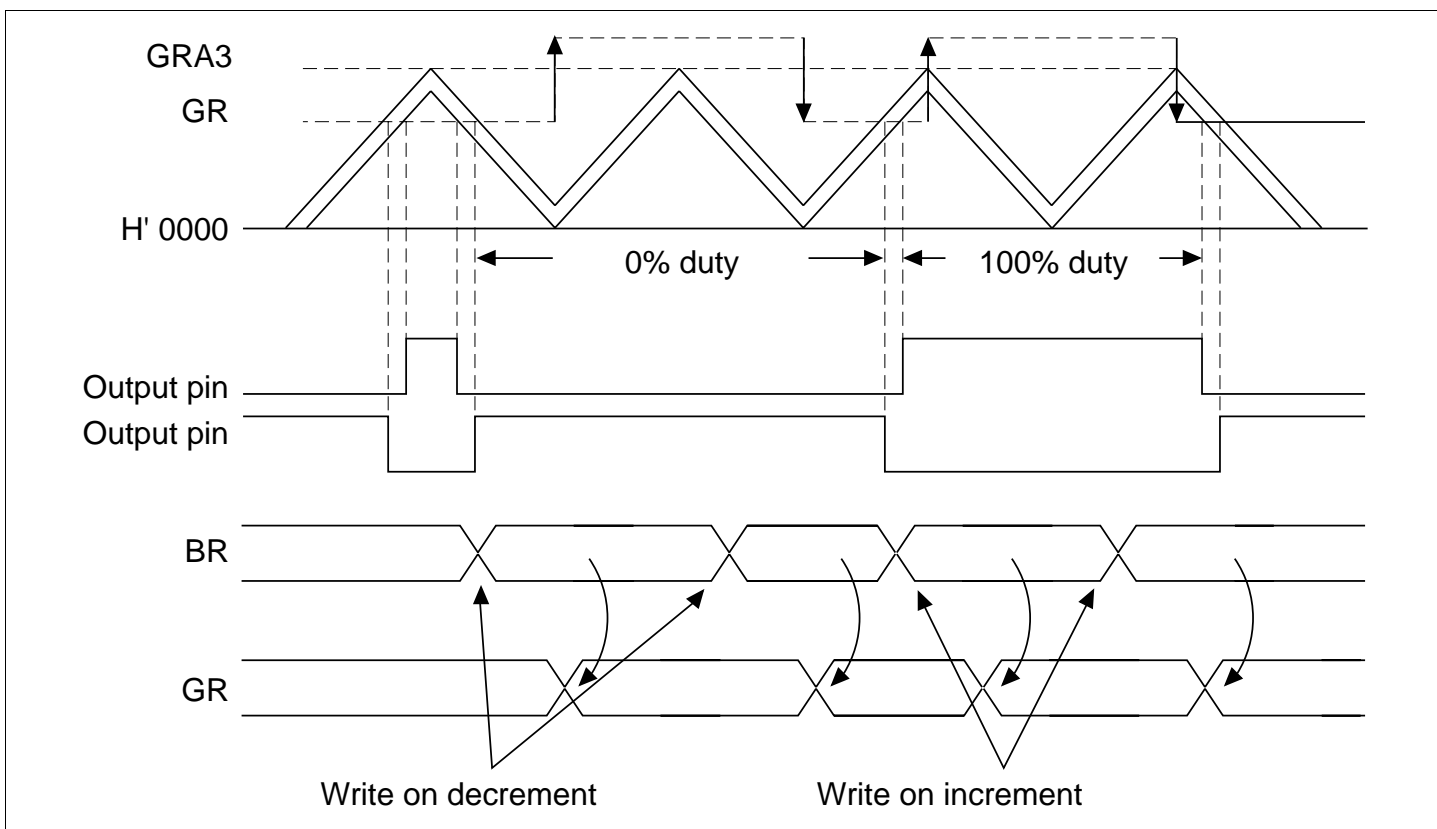 GRA3
GR
H' 0000
0% duty
100% duty
Output pin
Output pin
BR
GR
Write on decrement
Write on increment